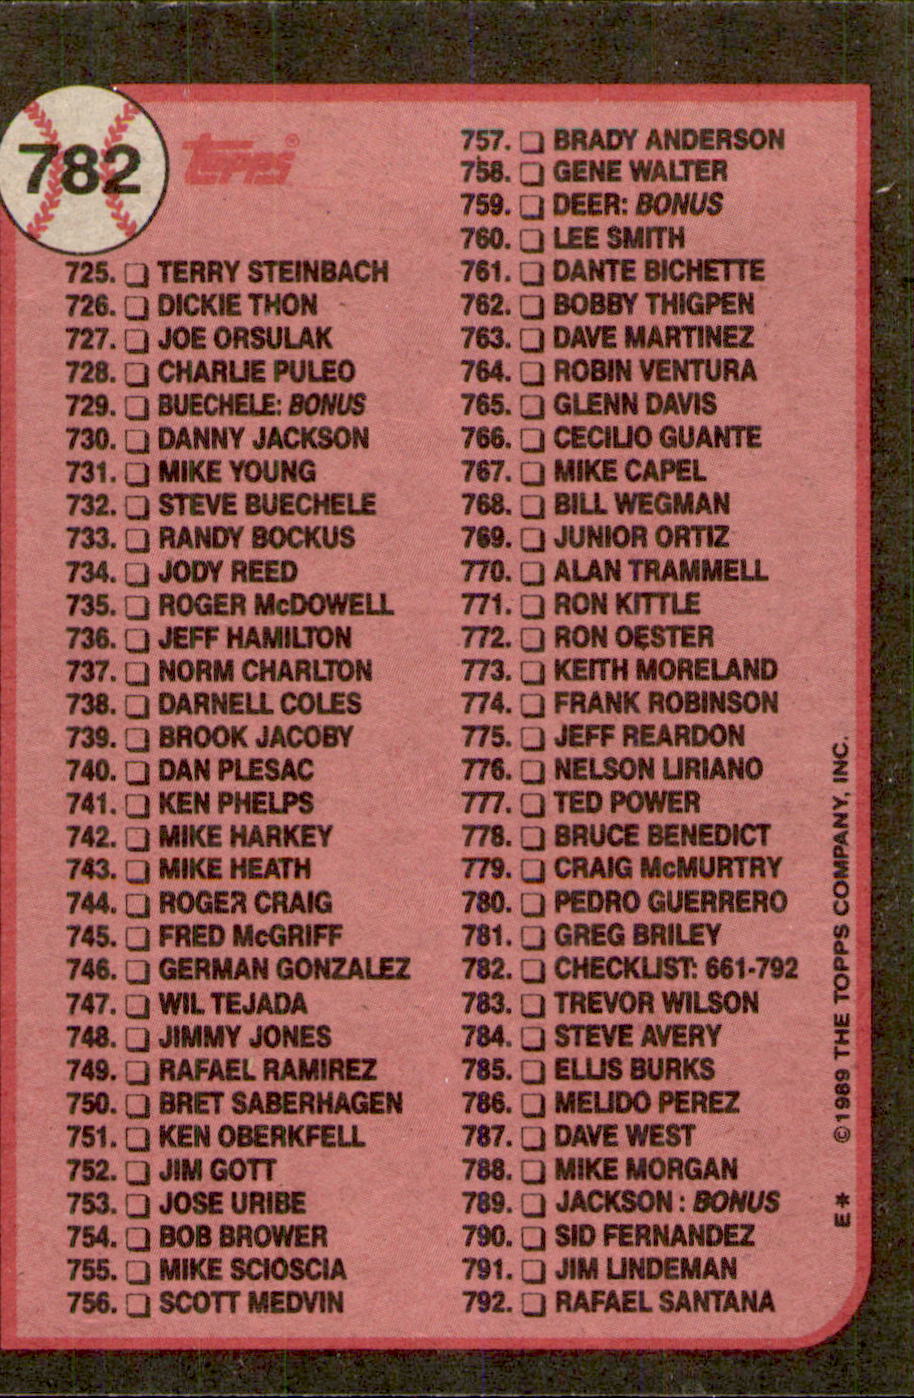 782
TOPPS®
725. TERRY STEINBACH
726. DICKIE THON
727. JOE ORSULAK
728. CHARLIE PULEO
729. BUECHELE: BONUS
730. DANNY JACKSON
731. MIKE YOUNG
732. STEVE BUECHELE
733. RANDY BOCKUS
734. JODY REED
735. ROGER McDOWELL
736. JEFF HAMILTON
737. NORM CHARLTON
738. DARNELL COLES
739. BROOK JACOBY
740. DAN PLESAC
741. KEN PHELPS
742. MIKE HARKEY
743. MIKE HEATH
744. ROGER CRAIG
745. FRED McGRIFF
746. GERMAN GONZALEZ
747. WIL TEJADA
748. JIMMY JONES
749. RAFAEL RAMIREZ
750. BRET SABERHAGEN
751. KEN OBERKFELL
752. JIM GOTT
753. JOSE URIBE
754. BOB BROWER
755. MIKE SCIOSCIA
756. SCOTT MEDVIN
757. BRADY ANDERSON
758. GENE WALTER
759. DEER: BONUS
760. LEE SMITH
761. DANTE BICHETTE
762. BOBBY THIGPEN
763. DAVE MARTINEZ
764. ROBIN VENTURA
765. GLENN DAVIS
766. CECILIO GUANTE
767. MIKE CAPEL
768. BILL WEGMAN
769. JUNIOR ORTIZ
770. ALAN TRAMMELL
771. RON KITTLE
772. RON OESTER
773. KEITH MORELAND
774. FRANK ROBINSON
775. JEFF REARDON
776. NELSON LIRIANO
777. TED POWER
778. BRUCE BENEDICT
779. CRAIG McMURTRY
780. PEDRO GUERRERO
781. GREG BRILEY
782. CHECKLIST: 661-792
783. TREVOR WILSON
784. STEVE AVERY
785. ELLIS BURKS
786. MELIDO PEREZ
787. DAVE WEST
788. MIKE MORGAN
789. JACKSON: BONUS
790. SID FERNANDEZ
791. JIM LINDEMAN
792. RAFAEL SANTANA
E* ©1989 THE TOPPS COMPANY, INC.